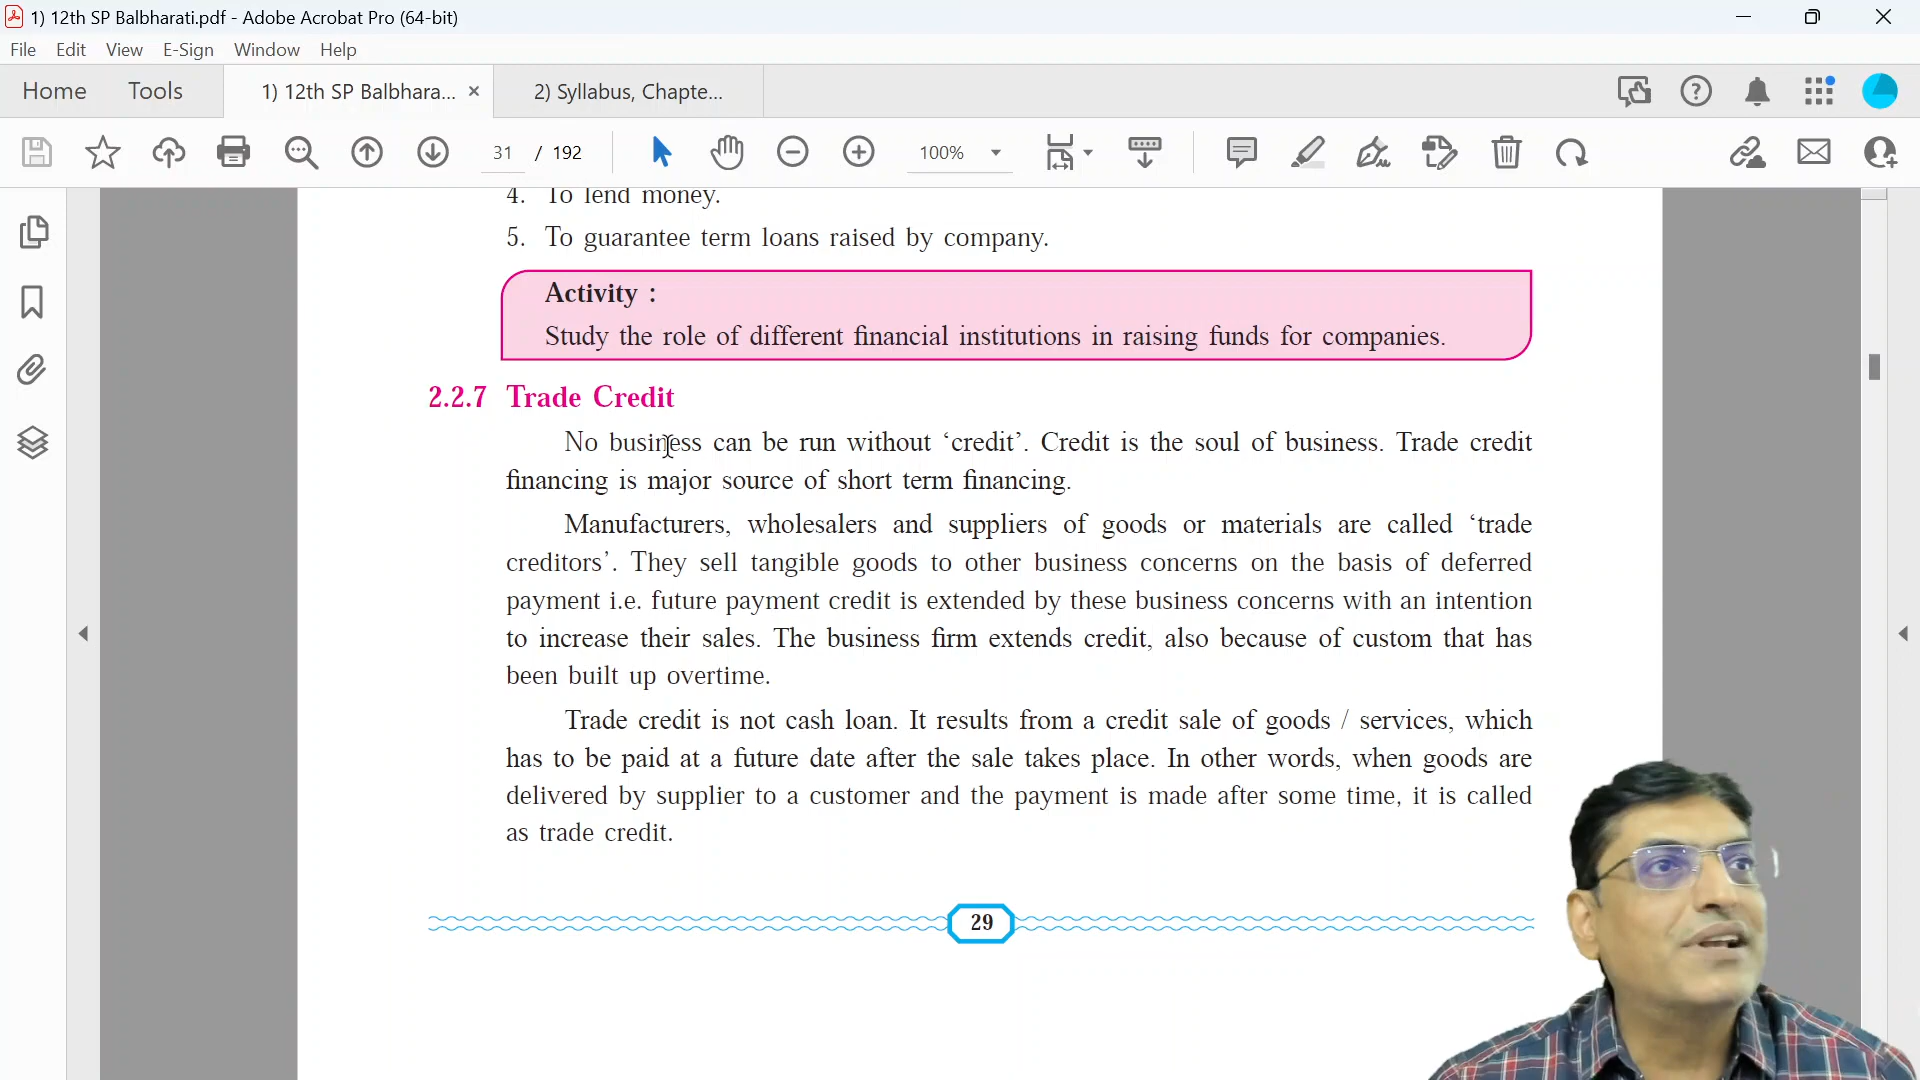 1) 12th SP Balbharati.pdf - Adobe Acrobat Pro (64-bit)
File Edit View E-Sign Window Help
Home Tools 1) 12th SP Balbhara... × 2) Syllabus, Chapte...
31 / 192 100%
4. To lend money.
5. To guarantee term loans raised by company.
Activity :
Study the role of different financial institutions in raising funds for companies.
2.2.7 Trade Credit
No business can be run without ‘credit’. Credit is the soul of business. Trade credit
financing is major source of short term financing.
Manufacturers, wholesalers and suppliers of goods or materials are called ‘trade
creditors’. They sell tangible goods to other business concerns on the basis of deferred
payment i.e. future payment credit is extended by these business concerns with an intention
to increase their sales. The business firm extends credit, also because of custom that has
been built up overtime.
Trade credit is not cash loan. It results from a credit sale of goods / services, which
has to be paid at a future date after the sale takes place. In other words, when goods are
delivered by supplier to a customer and the payment is made after some time, it is called
as trade credit.
29